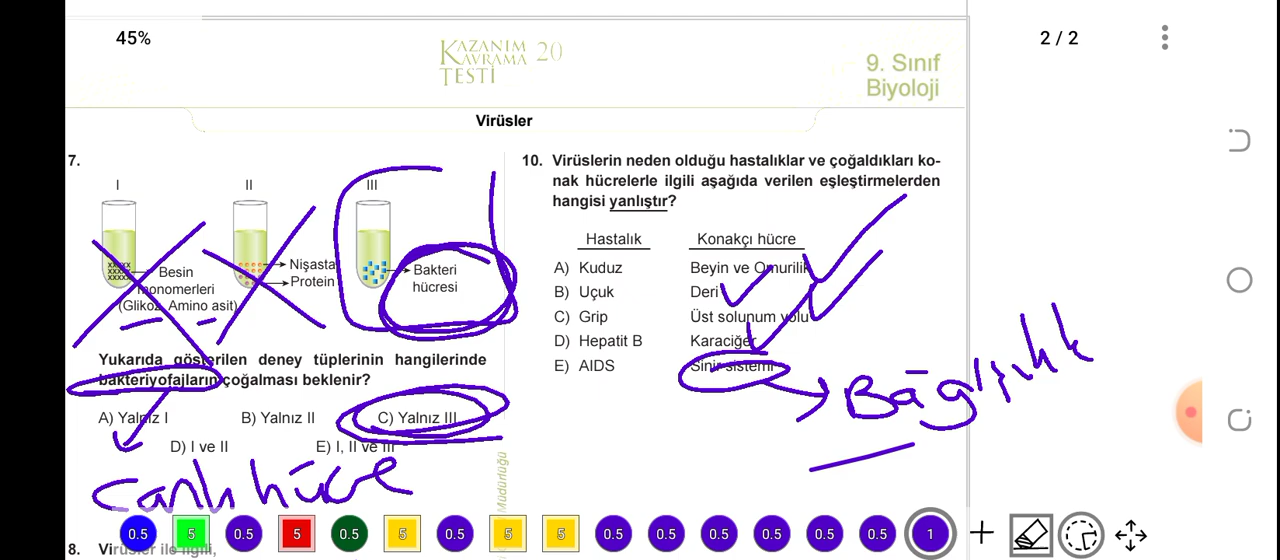 45%
2 / 2
KAZANIM
KAVRAMA 20
TESTİ
9. Sınıf
Biyoloji
Virüsler
7.
I
II
III
Besin
monomerleri
(Glikoz, Amino asit)
Nişasta
Protein
Bakteri
hücresi
Yukarıda gösterilen deney tüplerinin hangilerinde
bakteriyofajların çoğalması beklenir?
A) Yalnız I
B) Yalnız II
C) Yalnız III
D) I ve II
E) I, II ve III
Canlı hücre
Müdürlüğü
8. Virüsler ile ilgili,
10. Virüslerin neden olduğu hastalıklar ve çoğaldıkları ko-
nak hücrelerle ilgili aşağıda verilen eşleştirmelerden
hangisi yanlıştır?
Hastalık Konakçı hücre
A) Kuduz Beyin ve Omurilik
B) Uçuk Deri
C) Grip Üst solunum yolu
D) Hepatit B Karaciğer
E) AIDS Sinir sistemi
Bağışıklık
0.5 5 0.5 5 0.5 5 0.5 5 5 0.5 0.5 0.5 0.5 0.5 0.5 1